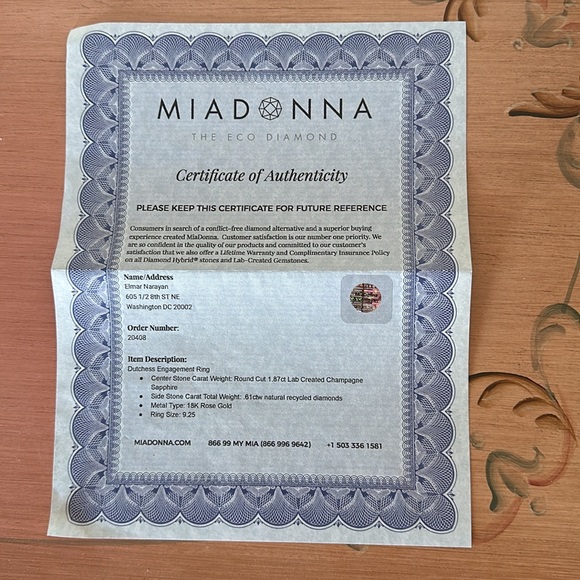 MIADONNA
THE ECO DIAMOND
Certificate of Authenticity
PLEASE KEEP THIS CERTIFICATE FOR FUTURE REFERENCE
Consumers in search of a conflict-free diamond alternative and a superior buying
experience created MiaDonna. Customer satisfaction is our number one priority. We
are so confident in the quality of our products and committed to our customer's
satisfaction that we also offer a Lifetime Warranty and Complimentary Insurance Policy
on all Diamond Hybrid® stones and Lab-Created Gemstones.
Name/Address
Elmar Narayan
605 1/2 8th ST NE
Washington DC 20002
Order Number:
20408
Item Description:
Dutchess Engagement Ring
• Center Stone Carat Weight: Round Cut 1.87ct Lab Created Champagne
Sapphire
• Side Stone Carat Total Weight: .61ctw natural recycled diamonds
• Metal Type: 18K Rose Gold
• Ring Size: 9.25
MIADONNA.COM 866 99 MY MIA (866 996 9642) +1 503 336 1581